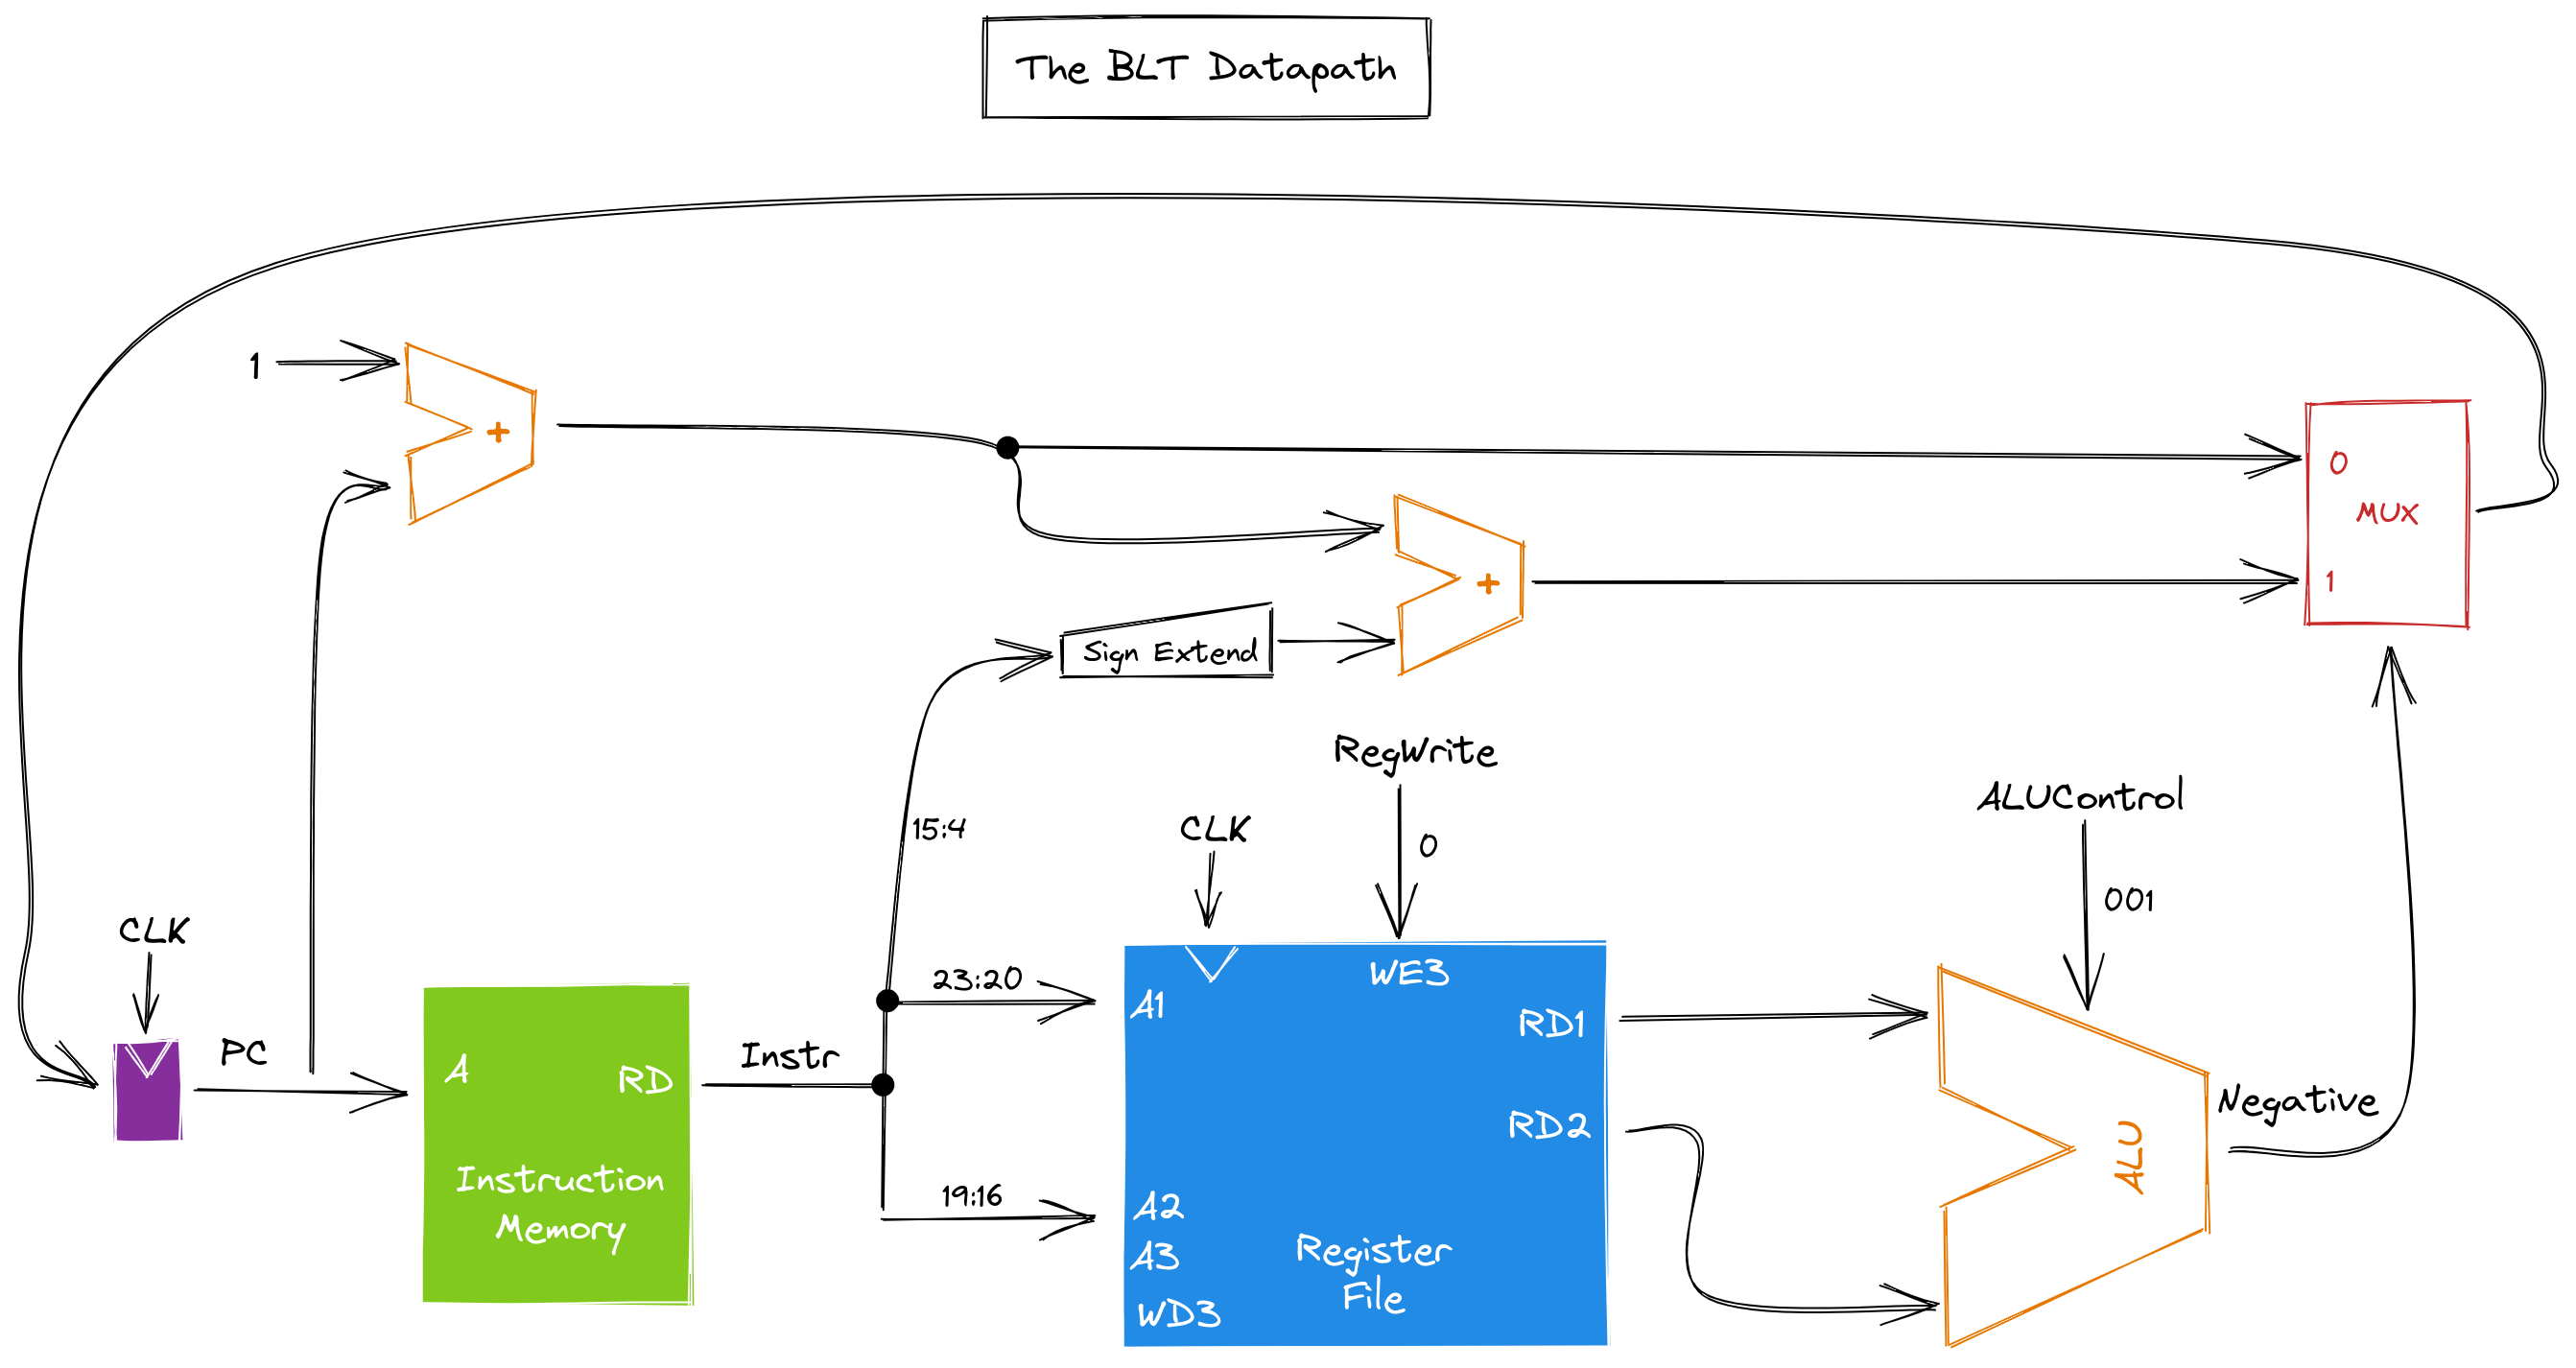 The BLT Datapath
1
+
0
MUX
1
+
Sign Extend
RegWrite
0
ALUControl
001
15:4
CLK
CLK
PC
Instr
23:20
19:16
A
RD
Instruction
Memory
A1
WE3
RD1
RD2
A2
A3
WD3
Register
File
ALU
Negative